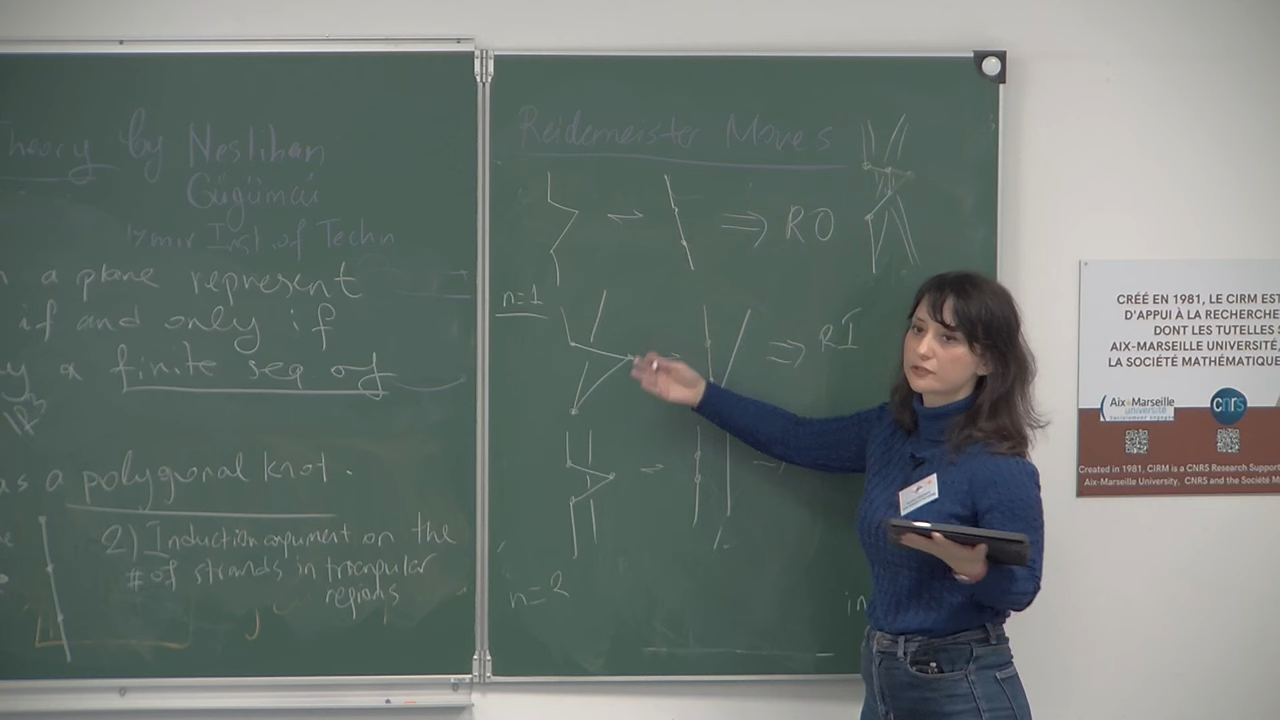 Theory by Neslihan
Gügümcü
Izmir Inst. of Techn
a plane represent
if and only if
a finite seq of
as a polygonal knot.
2) Induction argument on the
# of strands in triangular
regions
Reidemeister Moves
⇌ ⇒ R0
n=1
⇒ RI
⇌
n=2
in
CRÉÉ EN 1981, LE CIRM EST
D'APPUI À LA RECHERCHE
DONT LES TUTELLES
AIX-MARSEILLE UNIVERSITÉ,
LA SOCIÉTÉ MATHÉMATIQUE
Aix Marseille
université
Socialement engagée
cnrs
Created in 1981, CIRM is a CNRS Research Support
Aix-Marseille University, CNRS and the Société M